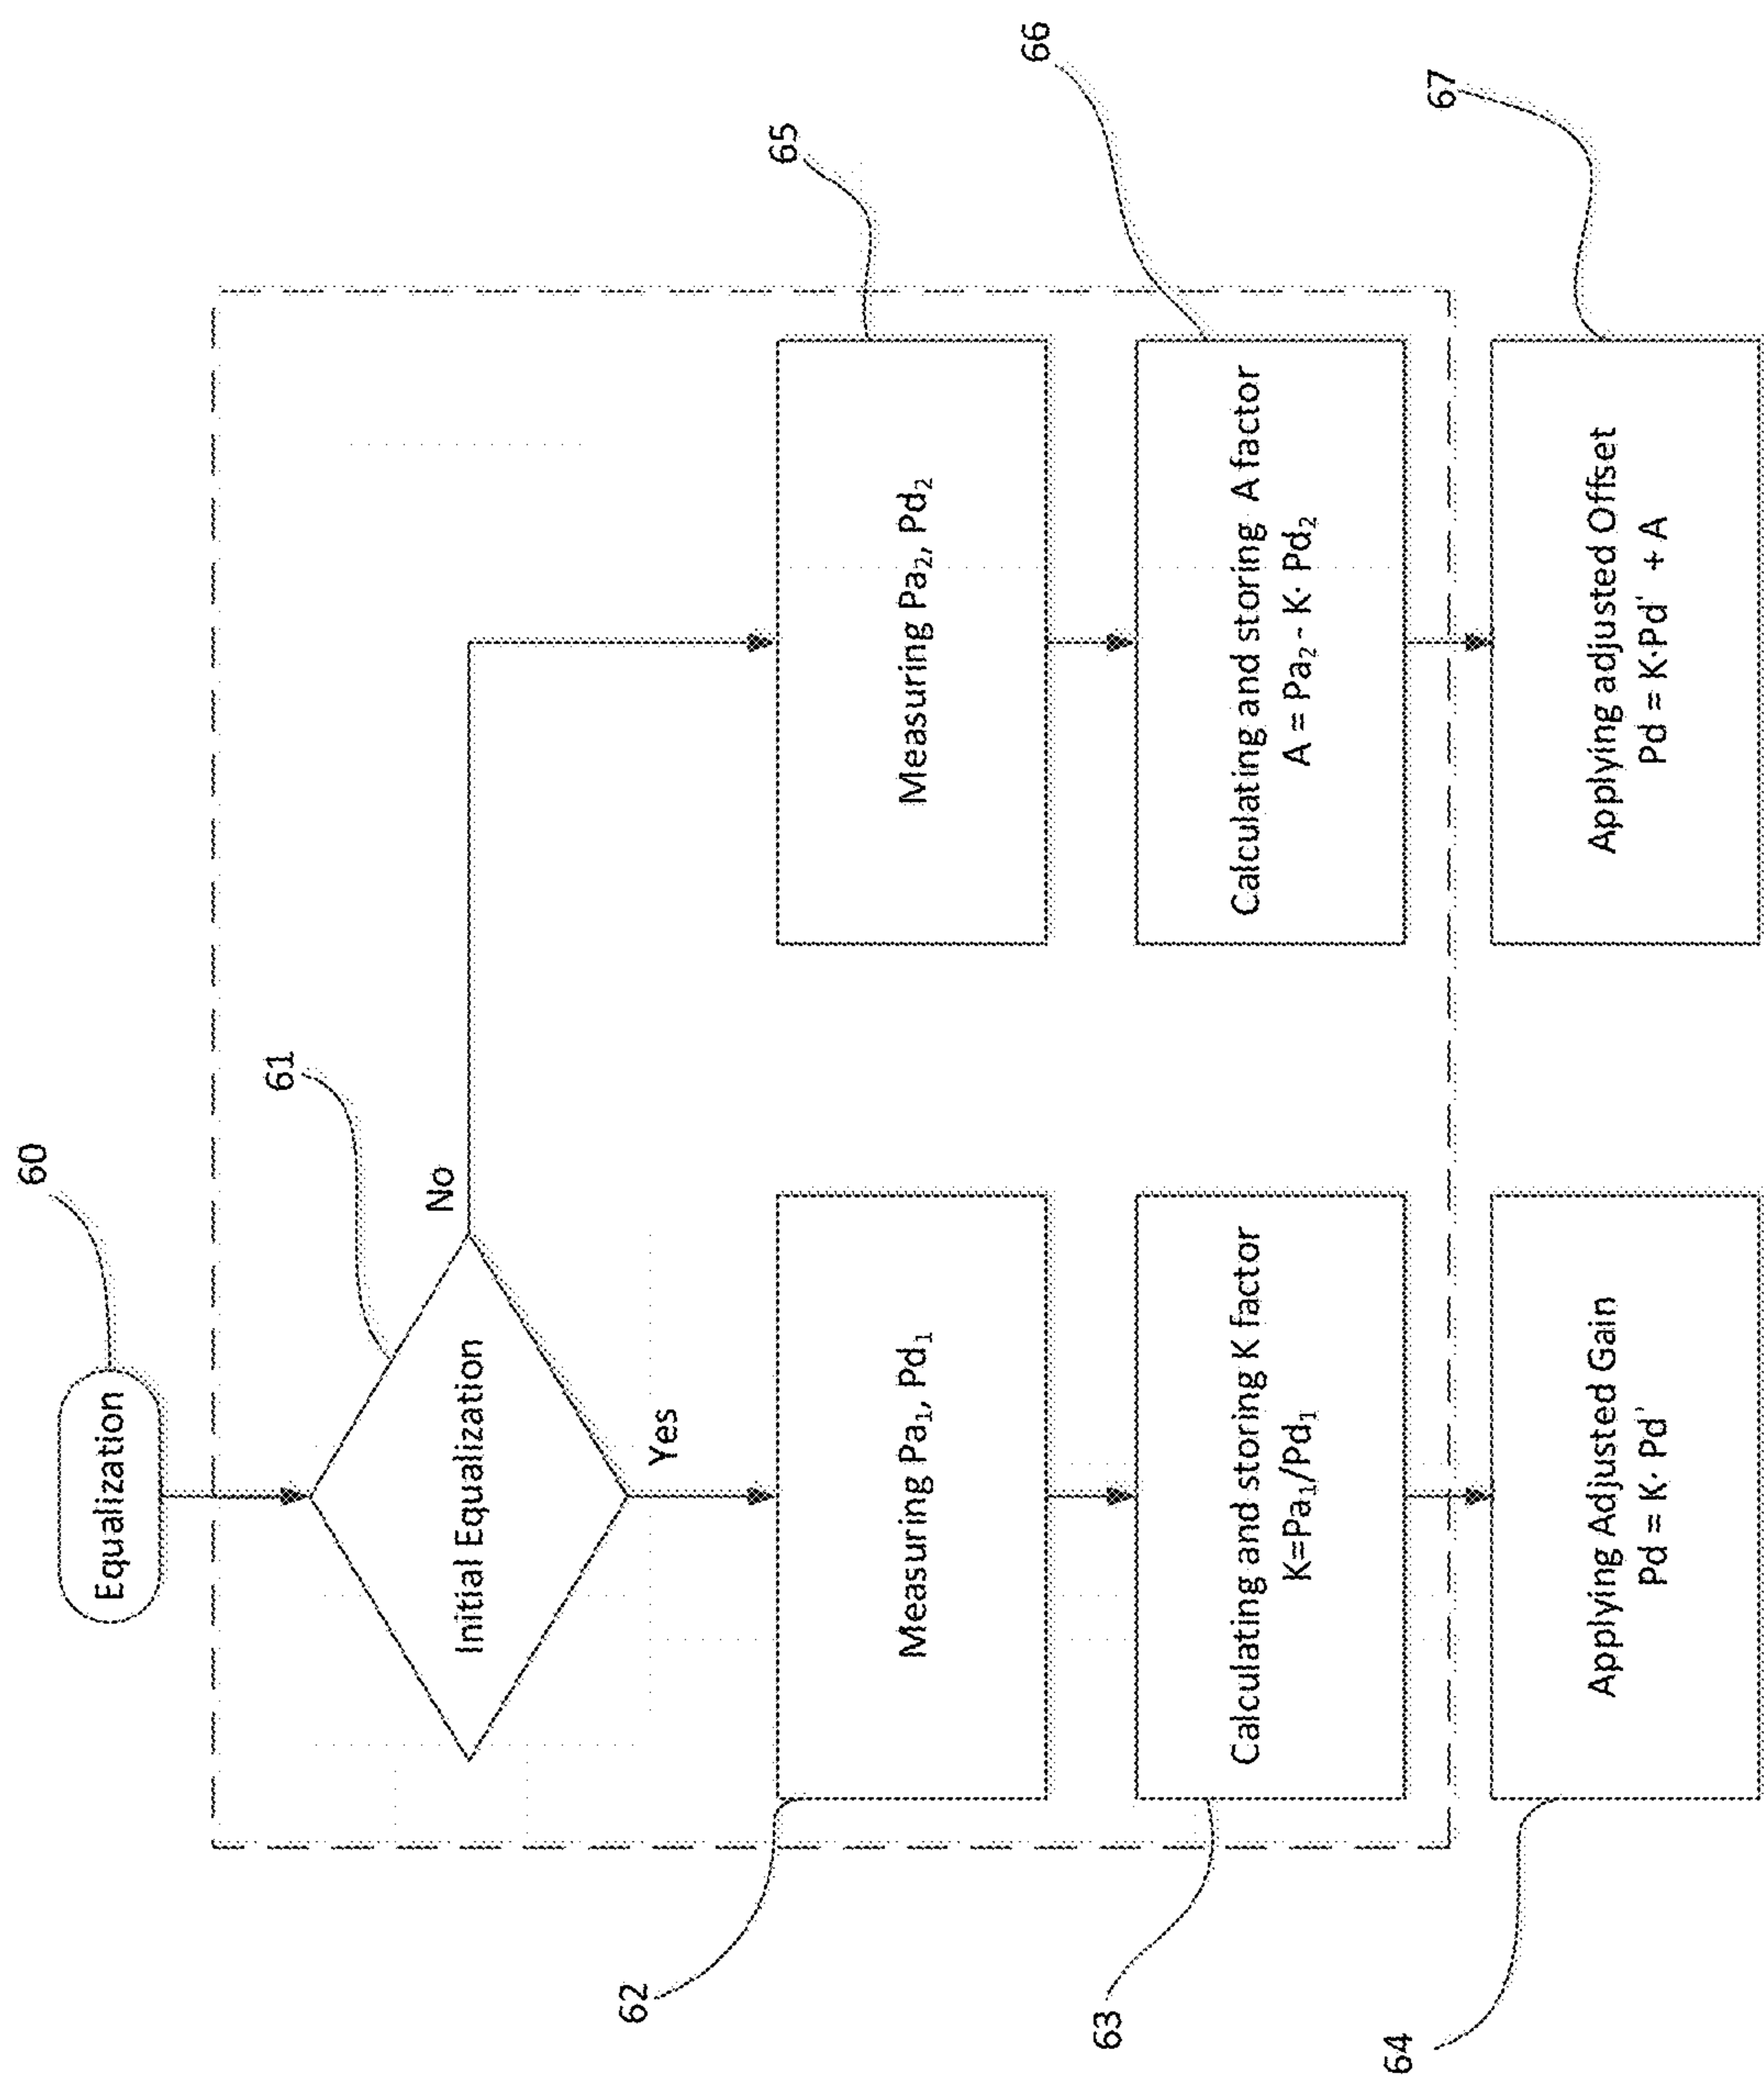 60
Equalization
61
Initial Equalization
No
Yes
62
Measuring Pa₁, Pd₁
65
Measuring Pa₂, Pd₂
63
Calculating and storing K factor
K=Pa₁/Pd₁
66
Calculating and storing A factor
A = Pa₂ - K· Pd₂
64
Applying Adjusted Gain
Pd = K· Pd'
67
Applying adjusted Offset
Pd = K·Pd' + A